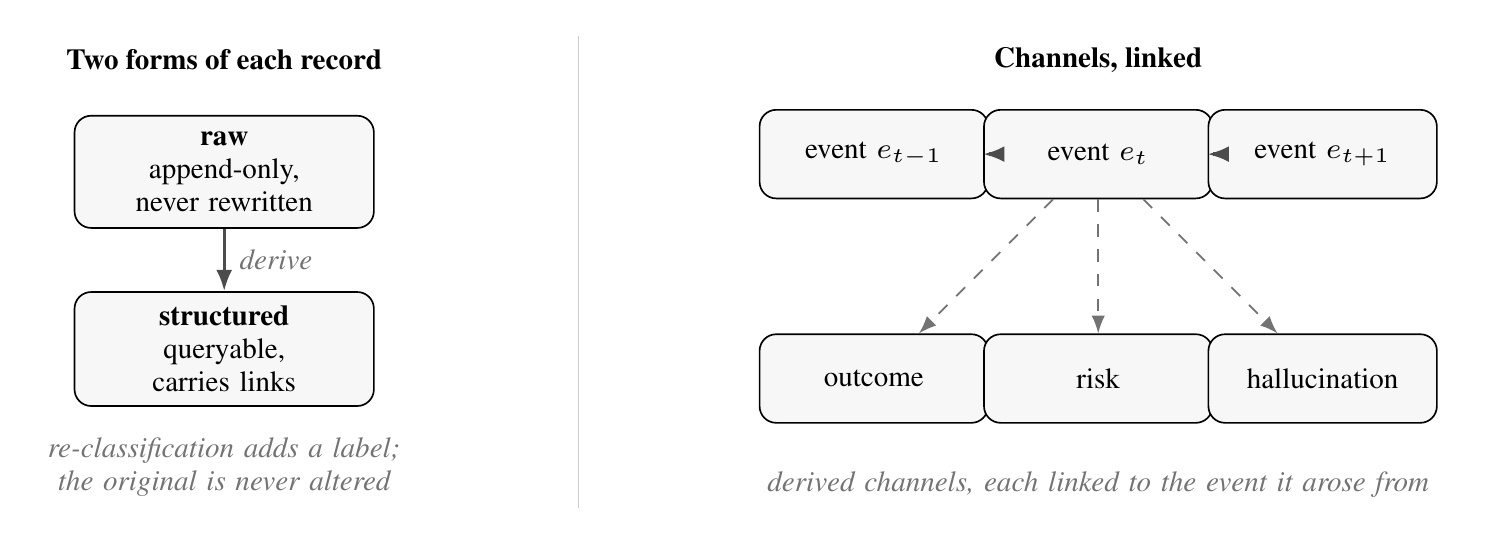 Two forms of each record
raw
append-only,
never rewritten
derive
structured
queryable,
carries links
re-classification adds a label;
the original is never altered
Channels, linked
event e_{t−1}
event e_t
event e_{t+1}
outcome
risk
hallucination
derived channels, each linked to the event it arose from